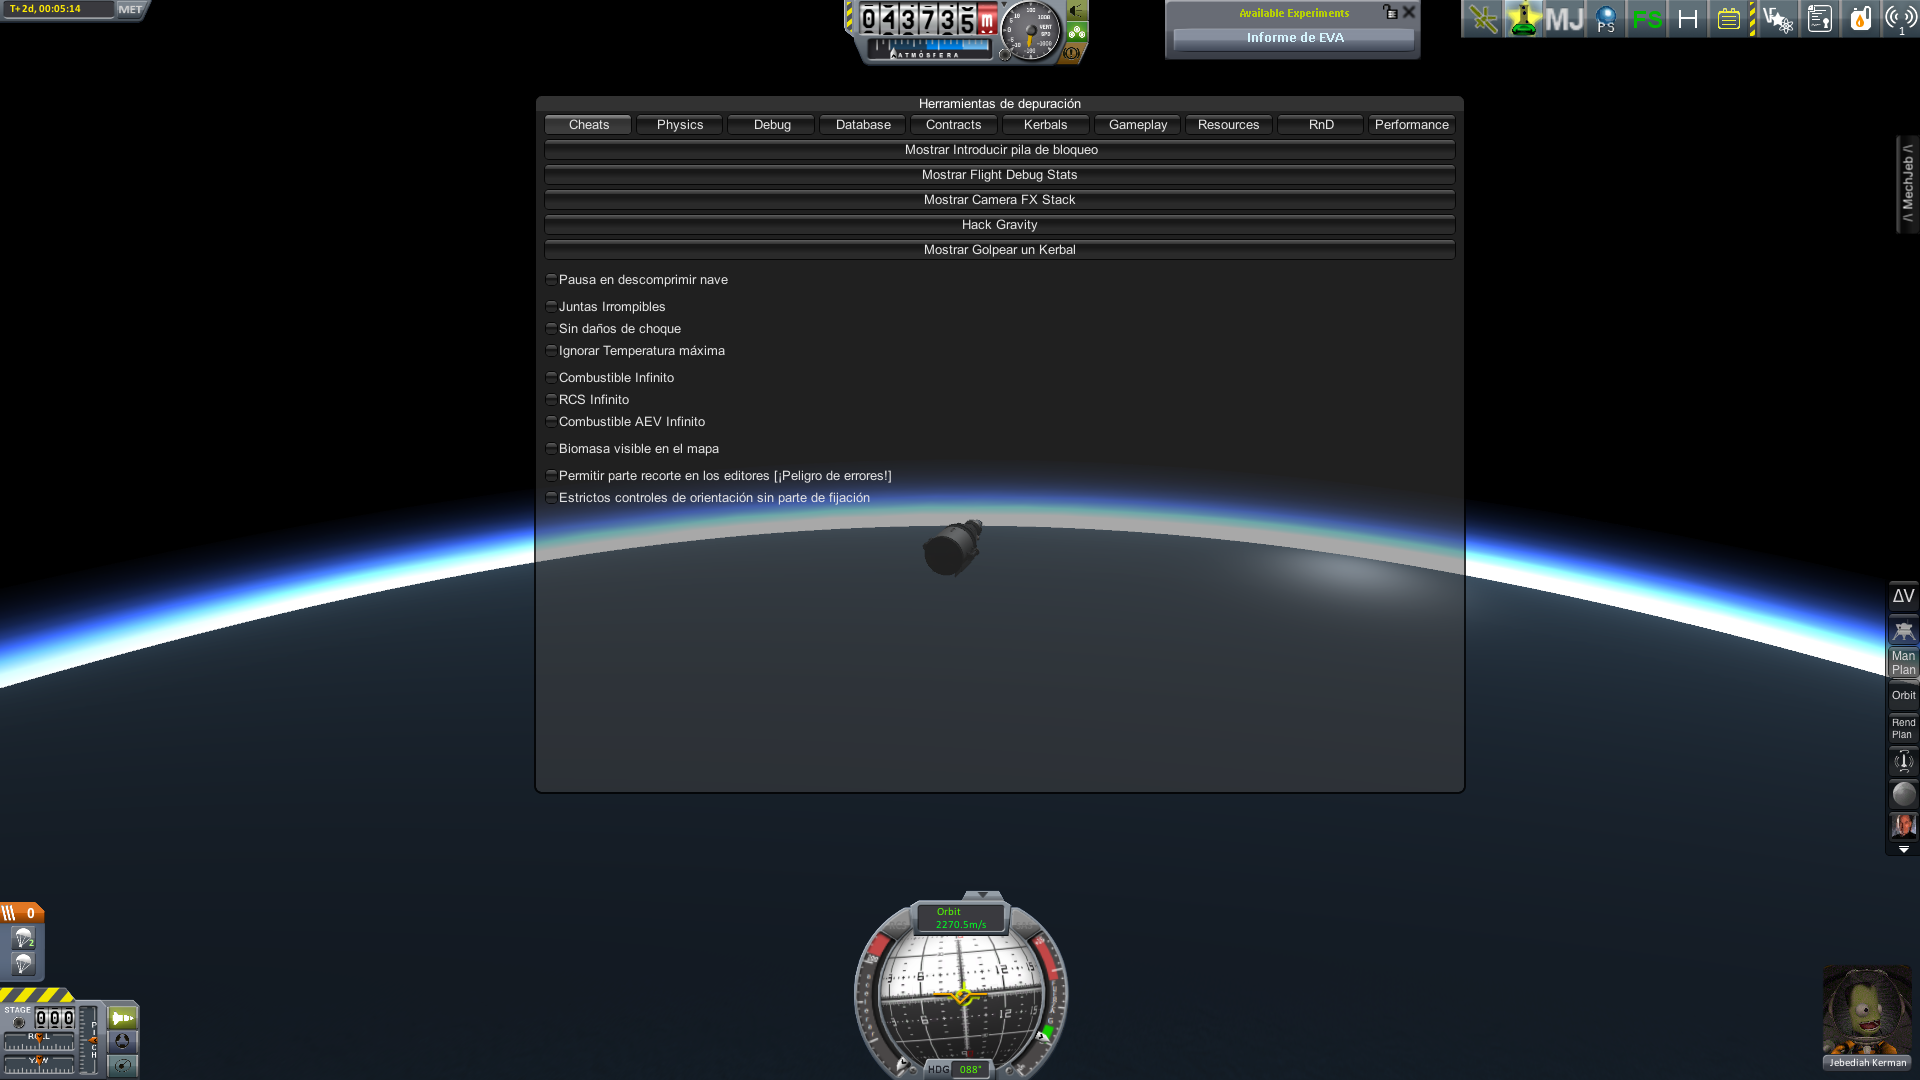 T+ 2d, 00:05:14 MET
043735 m
ATMÓSFERA
VERT SPD
Available Experiments
Informe de EVA
MJ
PS
FS
1
Herramientas de depuración
Cheats Physics Debug Database Contracts Kerbals Gameplay Resources RnD Performance
Mostrar Introducir pila de bloqueo
Mostrar Flight Debug Stats
Mostrar Camera FX Stack
Hack Gravity
Mostrar Golpear un Kerbal
Pausa en descomprimir nave
Juntas Irrompibles
Sin daños de choque
Ignorar Temperatura máxima
Combustible Infinito
RCS Infinito
Combustible AEV Infinito
Biomasa visible en el mapa
Permitir parte recorte en los editores [¡Peligro de errores!]
Estrictos controles de orientación sin parte de fijación
/\ MechJeb /\
ΔV
Man
Plan
Orbit
Rend
Plan
0
2
STAGE
000
ROLL
YAW
PITCH
Orbit
2270.5m/s
HDG 088°
Jebediah Kerman